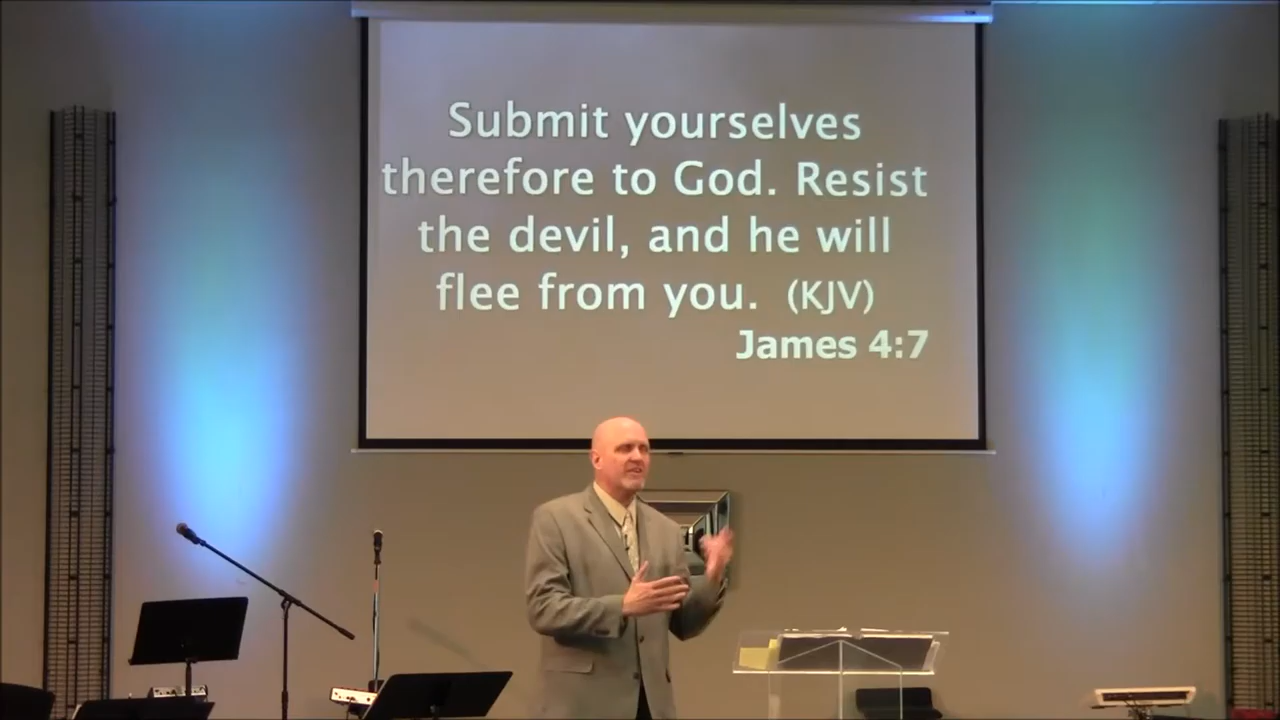 Submit yourselves
therefore to God. Resist
the devil, and he will
flee from you. (KJV)
James 4:7